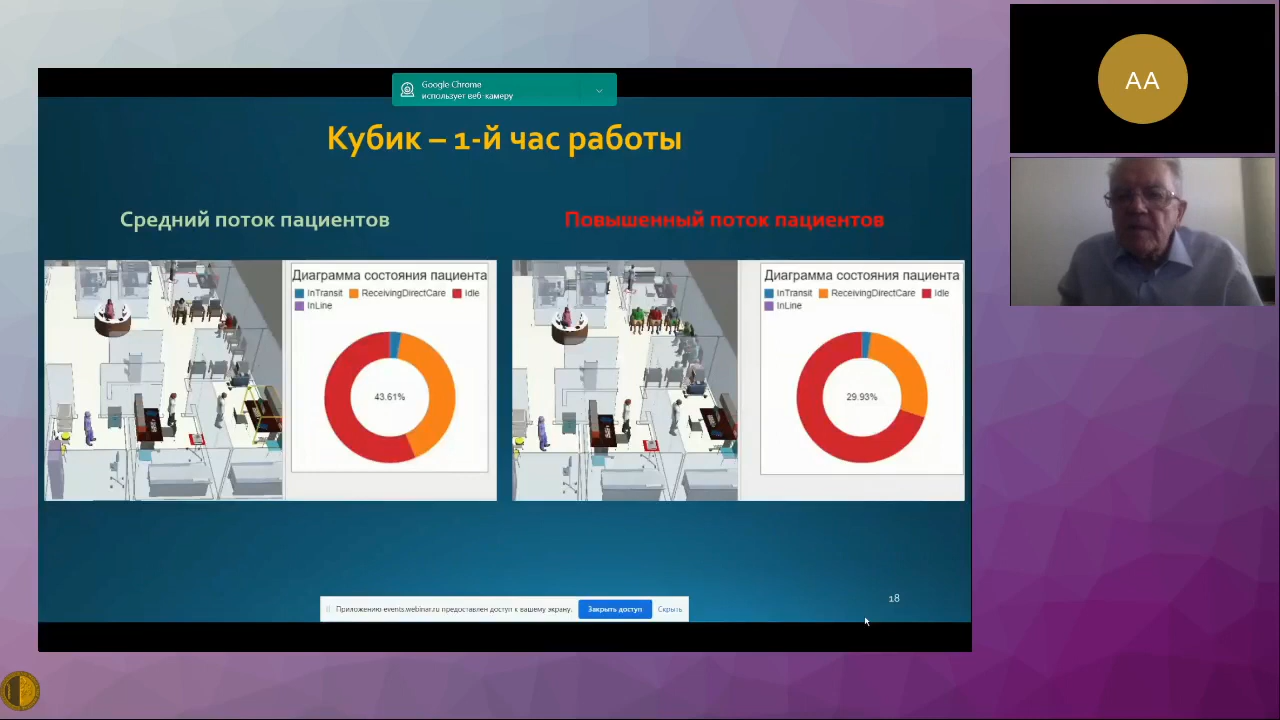 Google Chrome
использует веб-камеру
Кубик – 1-й час работы
Средний поток пациентов
Повышенный поток пациентов
Диаграмма состояния пациента
InTransit ReceivingDirectCare Idle
InLine
43.61%
Диаграмма состояния пациента
InTransit ReceivingDirectCare Idle
InLine
29.93%
18
Приложению events.webinar.ru предоставлен доступ к вашему экрану. Закрыть доступ Скрыть
AA